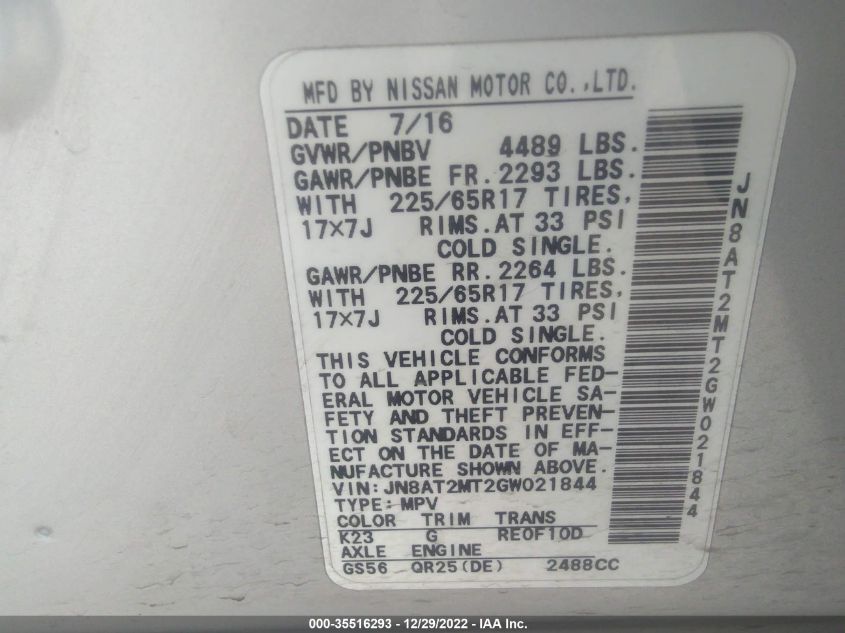 MFD BY NISSAN MOTOR CO.,LTD.
DATE 7/16
GVWR/PNBV 4489 LBS.
GAWR/PNBE FR. 2293 LBS.
WITH 225/65R17 TIRES,
17×7J RIMS.AT 33 PSI
COLD SINGLE.
GAWR/PNBE RR. 2264 LBS.
WITH 225/65R17 TIRES,
17×7J RIMS.AT 33 PSI
COLD SINGLE.
THIS VEHICLE CONFORMS
TO ALL APPLICABLE FED-
ERAL MOTOR VEHICLE SA-
FETY AND THEFT PREVEN-
TION STANDARDS IN EFF-
ECT ON THE DATE OF MA-
NUFACTURE SHOWN ABOVE.
VIN:JN8AT2MT2GW021844
TYPE:MPV
COLOR TRIM TRANS
K23 G RE0F10D
AXLE ENGINE
GS56 QR25(DE) 2488CC
JN8AT2MT2GW021844
000-35516293 - 12/29/2022 - IAA Inc.